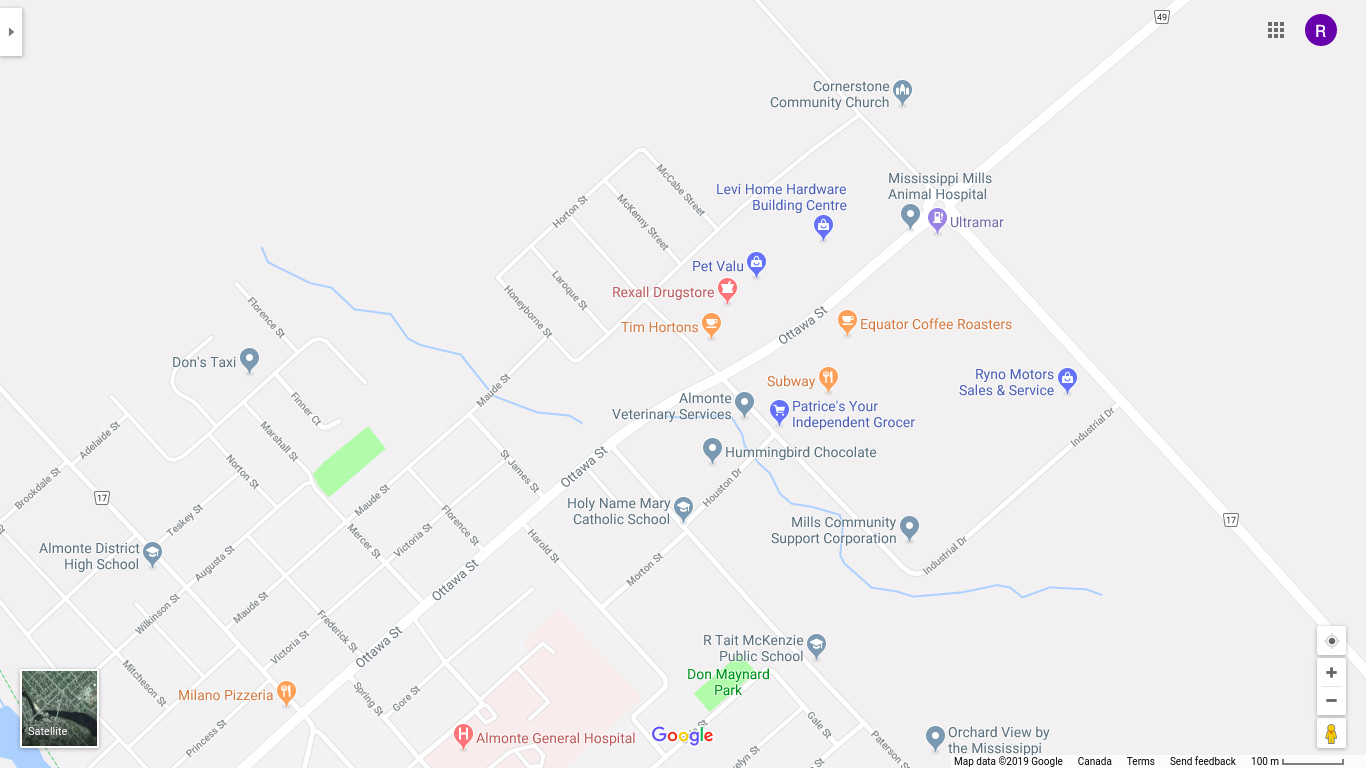 49
R
Cornerstone
Community Church
Mississippi Mills
Animal Hospital
Ultramar
McCabe Street
Levi Home Hardware
Building Centre
Horton St
McKenny Street
Pet Valu
Laroque St
Rexall Drugstore
Honeyborne St
Tim Hortons
Ottawa St
Equator Coffee Roasters
Florence St
Don's Taxi
Subway
Ryno Motors
Sales & Service
Maude St
Almonte
Veterinary Services
Patrice's Your
Independent Grocer
Finner Ct
Industrial Dr
Adelaide St
Marshall St
Hummingbird Chocolate
Ottawa St
St James St
Norton St
Houston Dr
Brookdale St
17
Maude St
Holy Name Mary
Catholic School
17
Teskey St
Florence St
Mills Community
Support Corporation
Mercer St
Victoria St
Harold St
Almonte District
High School
Augusta St
Industrial Dr
Morton St
Ottawa St
Maude St
Wilkinson St
Frederick St
Victoria St
Ottawa St
R Tait McKenzie
Public School
Mitcheson St
Don Maynard
Park
Milano Pizzeria
Spring St
Gore St
Gale St
Satellite
Princess St
Almonte General Hospital
Google
Paterson S
Orchard View by
the Mississippi
Map data ©2019 Google
Canada
Terms
Send feedback
100 m